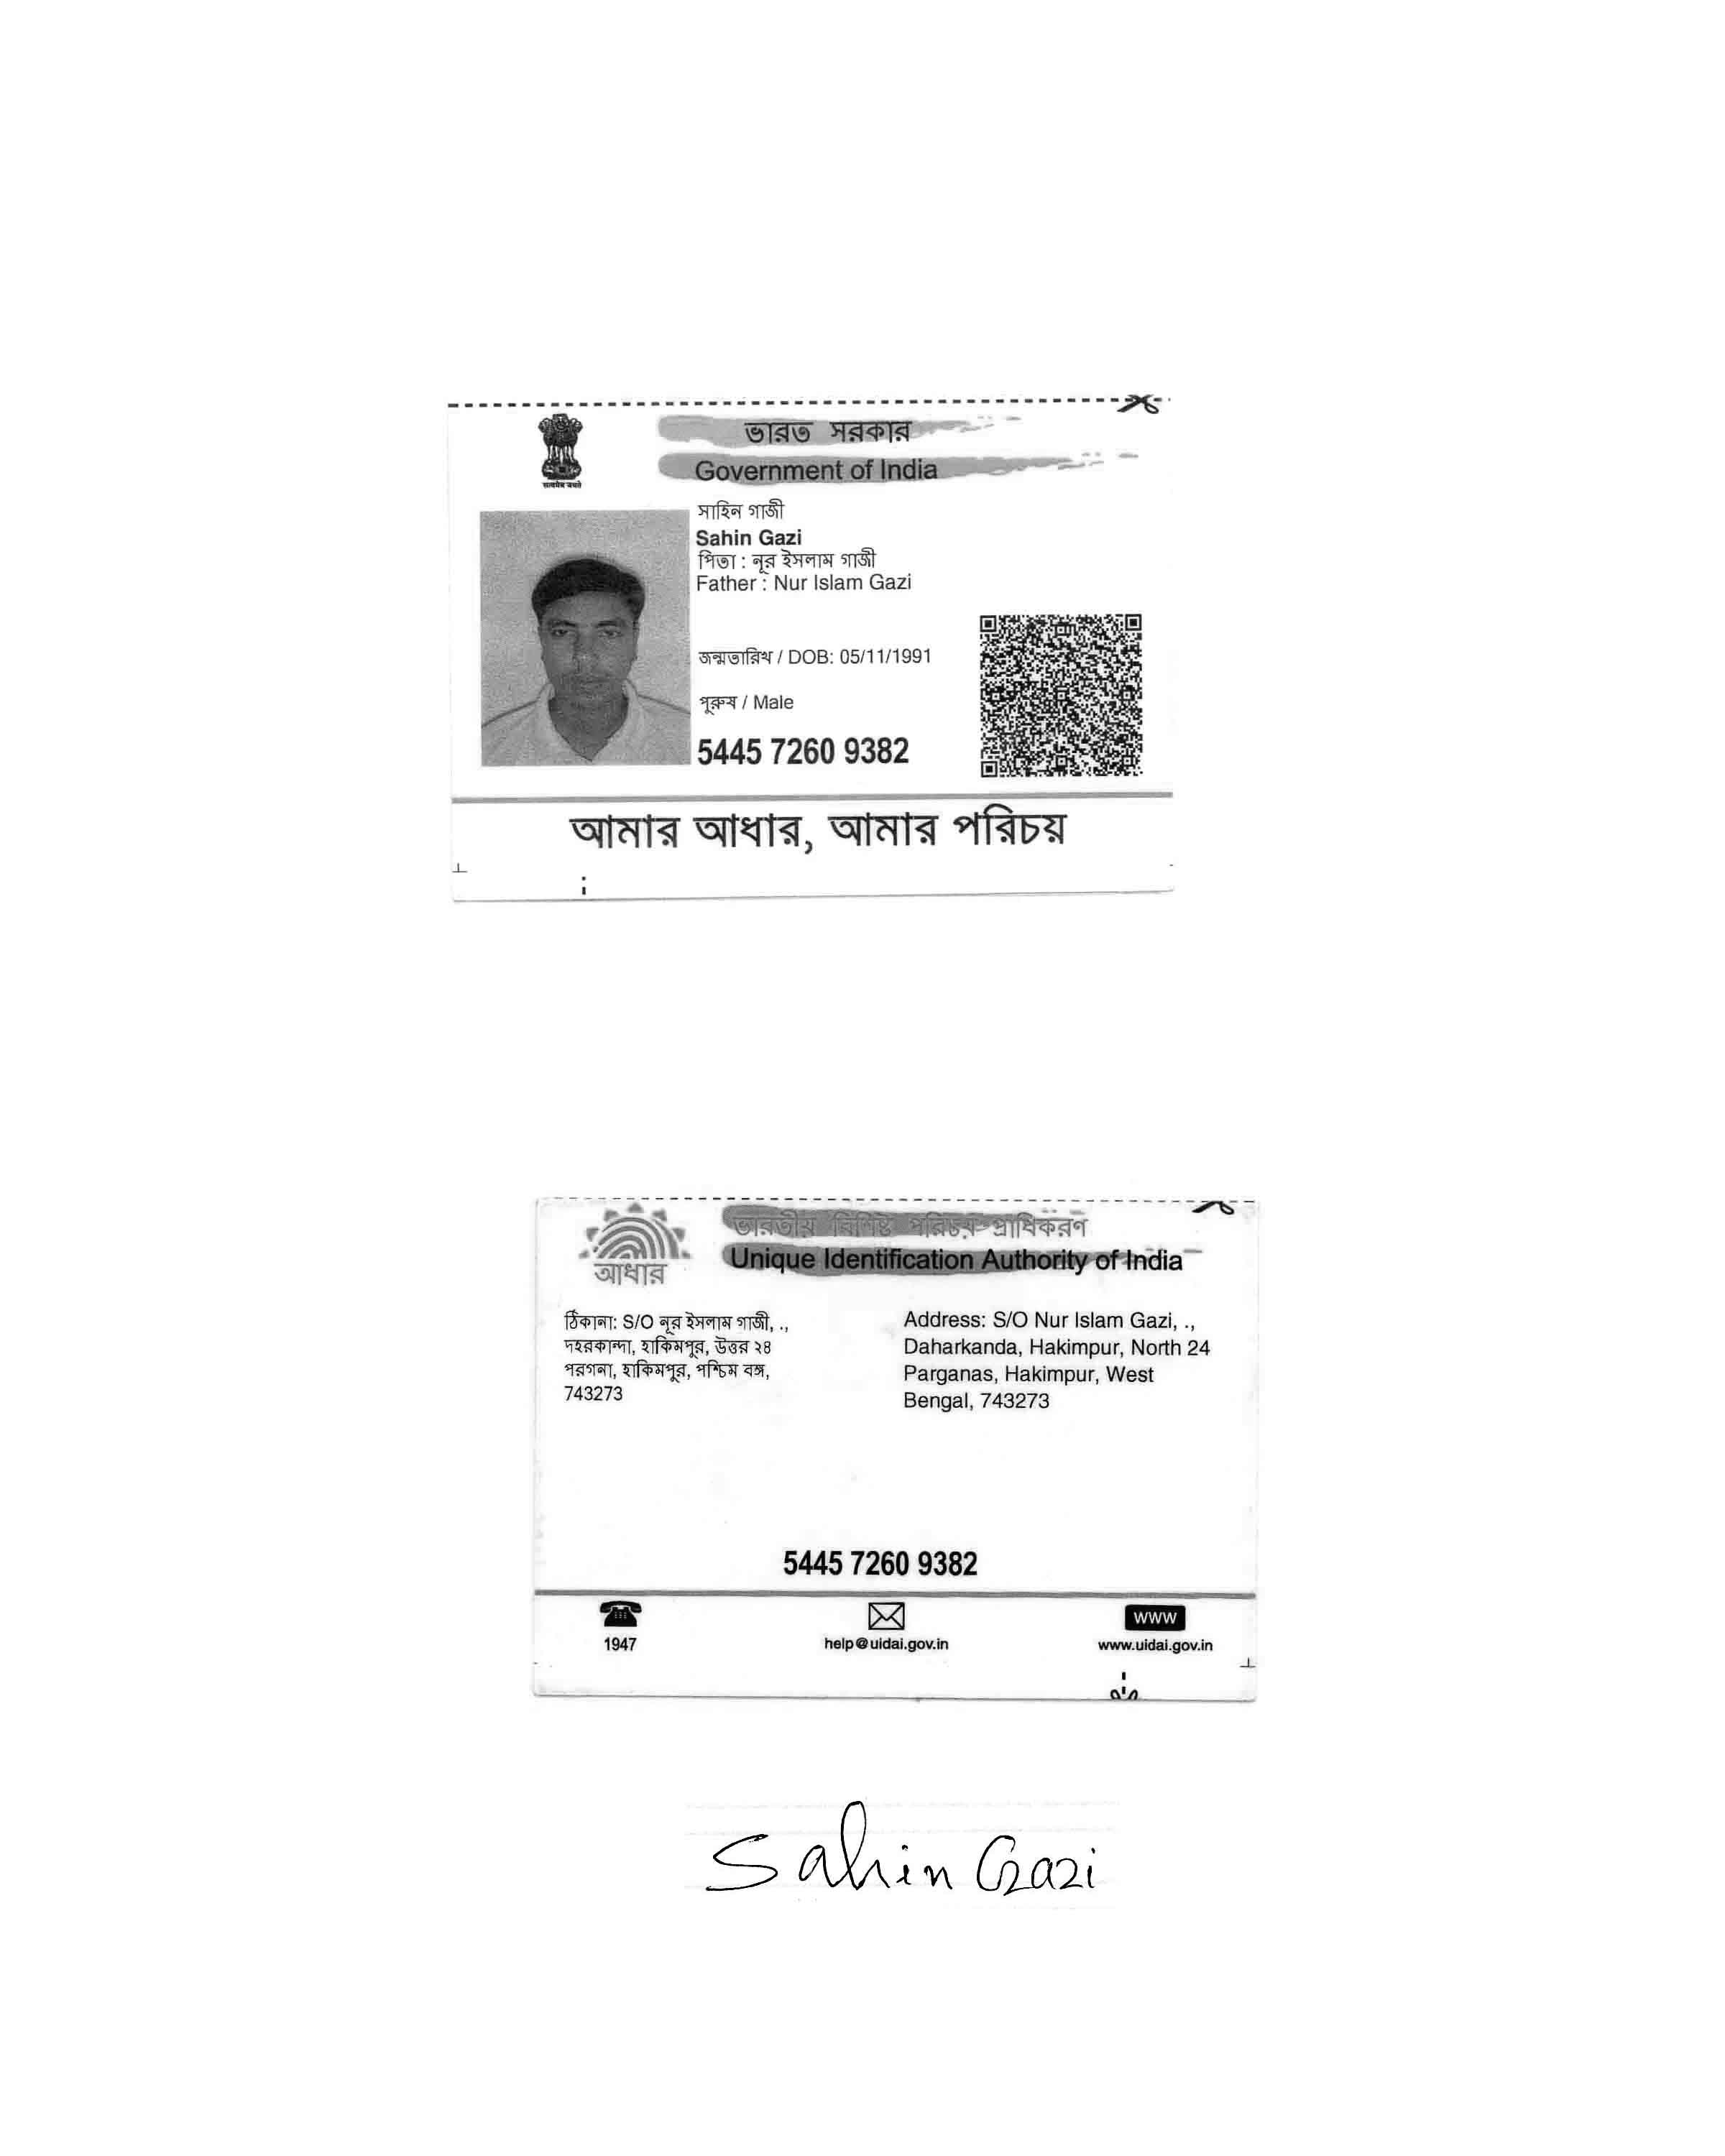 ভারত সরকার
Government of India
सत्यमेव जयते
সাহিন গাজী
Sahin Gazi
পিতা : নূর ইসলাম গাজী
Father : Nur Islam Gazi
জন্মতারিখ / DOB: 05/11/1991
পুরুষ / Male
5445 7260 9382
আমার আধার, আমার পরিচয়
ভারতীয় বিশিষ্ট পরিচয় প্রাধিকরণ
Unique Identification Authority of India
আধার
ঠিকানা: S/O নূর ইসলাম গাজী, .,
দহরকান্দা, হাকিমপুর, উত্তর ২৪
পরগনা, হাকিমপুর, পশ্চিম বঙ্গ,
743273
Address: S/O Nur Islam Gazi, .,
Daharkanda, Hakimpur, North 24
Parganas, Hakimpur, West
Bengal, 743273
5445 7260 9382
1947
help@uidai.gov.in
www
www.uidai.gov.in
Sahin Gazi